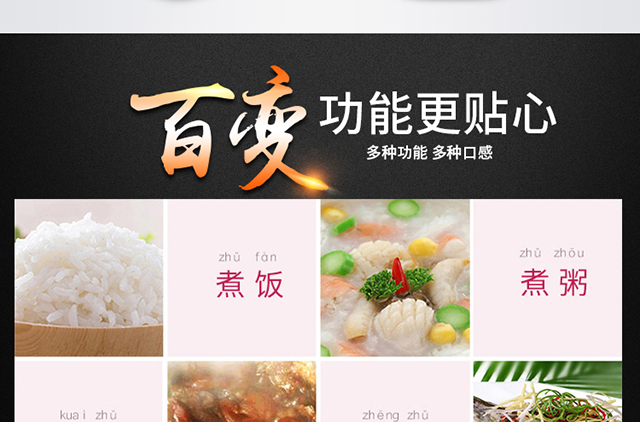 百变 功能更贴心
多种功能 多种口感
zhǔ fàn
煮饭
zhǔ zhōu
煮粥
kuài zhǔ
zhēng zhǔ